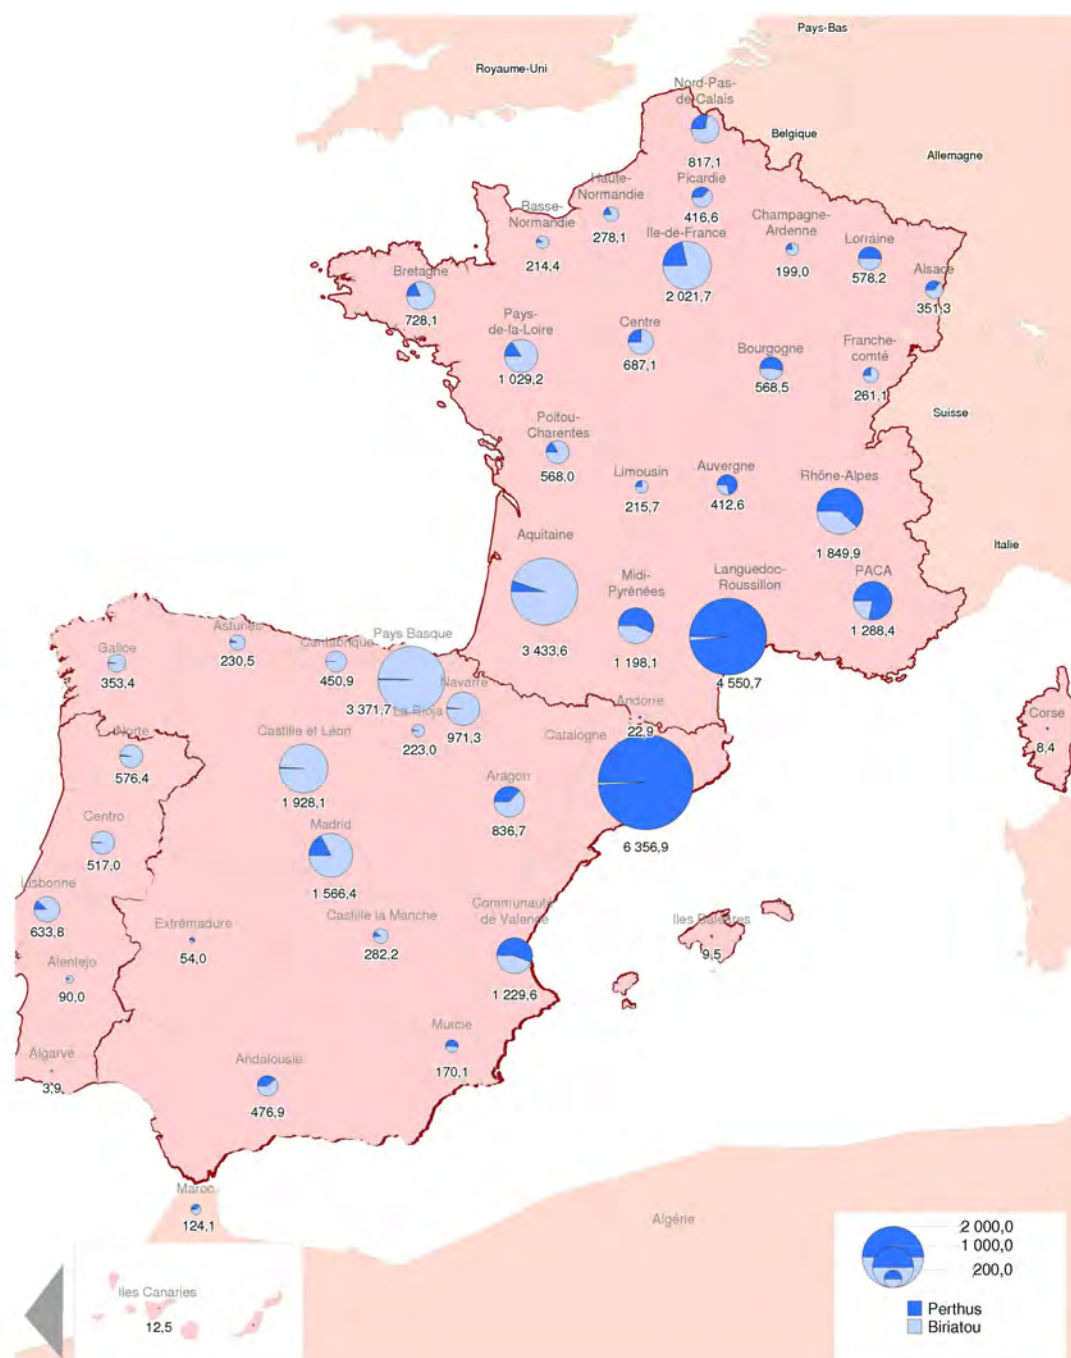 Pays-Bas
Royaume-Uni
Nord-Pas-
de Calais
Belgique
Allemagne
817,1
Haute-
Normandie
Picardie
416,6
Basse-
Normandie
278,1
Ile-de-France
Champagne-
Ardenne
Lorraine
214,4
199,0
578,2
Bretagne
2 021,7
Alsace
351,3
728,1
Pays-
de-la-Loire
Centre
Bourgogne
Franche-
comté
687,1
1 029,2
568,5
261,1
Suisse
Poitou-
Charentes
568,0
Limousin
Auvergne
Rhône-Alpes
215,7
412,6
Aquitaine
1 849,9
Italie
Midi-
Pyrénées
Languedoc-
Roussillon
PACA
3 433,6
1 198,1
1 288,4
4 550,7
Asturies
Cantabrique
Pays Basque
Galice
230,5
353,4
450,9
Navarre
3 371,7
La Rioja
Andorre
22,9
Corse
8,4
Norte
Castille et Léon
223,0
971,3
Catalogne
576,4
1 928,1
Aragon
836,7
Centro
Madrid
6 356,9
517,0
1 566,4
Lisbonne
633,8
Extrémadure
54,0
Castille la Manche
282,2
Communauté
de Valence
Iles Baléares
9,5
Alentejo
90,0
1 229,6
Murcie
170,1
Algarve
3,9
Andalousie
476,9
Maroc
124,1
Algérie
Iles Canaries
12,5
2 000,0
1 000,0
200,0
Perthus
Biriatou